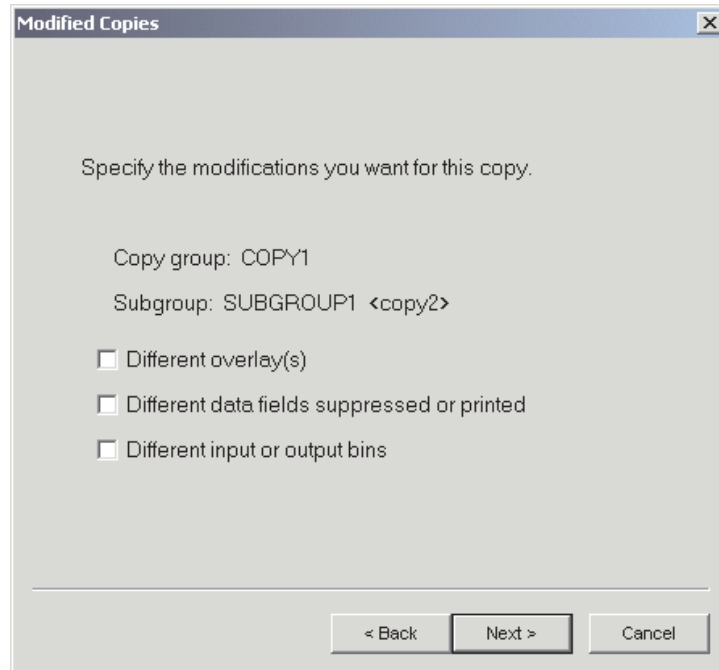 Modified Copies
Specify the modifications you want for this copy.
Copy group: COPY1
Subgroup: SUBGROUP1 <copy2>
Different overlay(s)
Different data fields suppressed or printed
Different input or output bins
< Back Next > Cancel